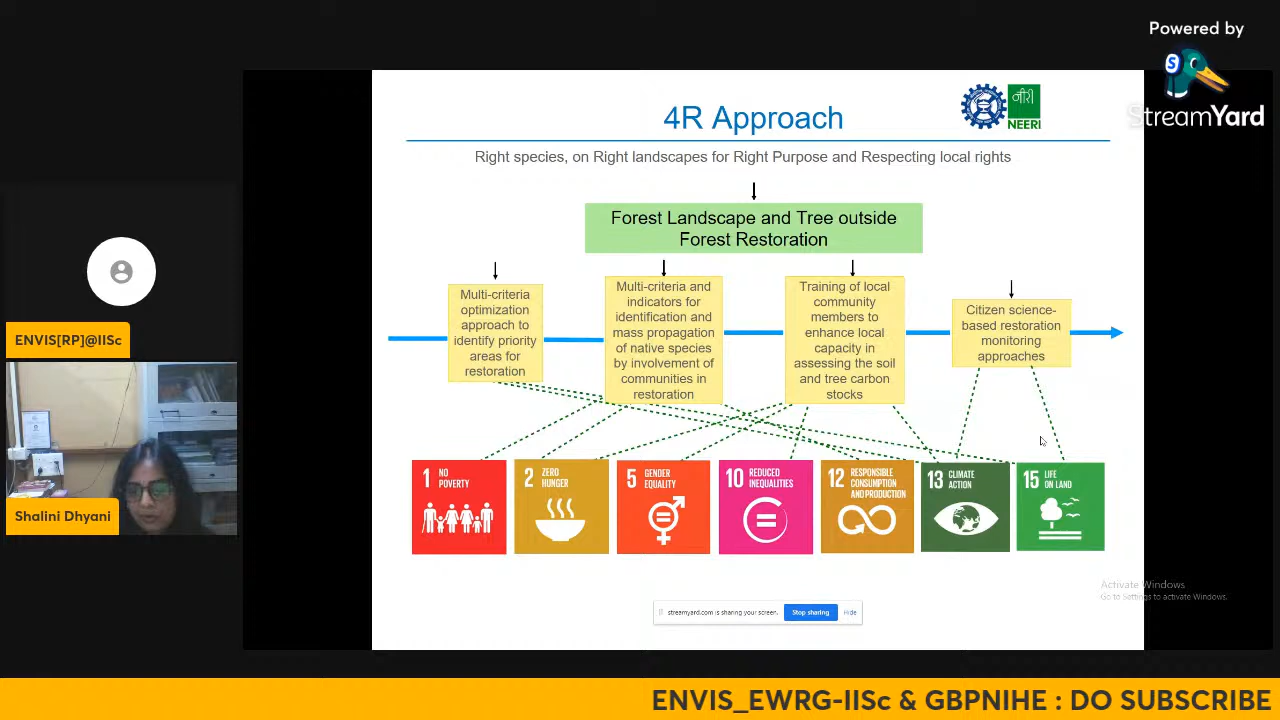 Powered by
StreamYard
4R Approach
नीरी
NEERI
Right species, on Right landscapes for Right Purpose and Respecting local rights
Forest Landscape and Tree outside
Forest Restoration
Multi-criteria
optimization
approach to
identify priority
areas for
restoration
Multi-criteria and
indicators for
identification and
mass propagation
of native species
by involvement of
communities in
restoration
Training of local
community
members to
enhance local
capacity in
assessing the soil
and tree carbon
stocks
Citizen science-
based restoration
monitoring
approaches
1 NO
POVERTY
2 ZERO
HUNGER
5 GENDER
EQUALITY
10 REDUCED
INEQUALITIES
12 RESPONSIBLE
CONSUMPTION
AND PRODUCTION
13 CLIMATE
ACTION
15 LIFE
ON LAND
ENVIS[RP]@IISc
Shalini Dhyani
Activate Windows
Go to Settings to activate Windows.
streamyard.com is sharing your screen.
Stop sharing
Hide
ENVIS_EWRG-IISc & GBPNIHE : DO SUBSCRIBE